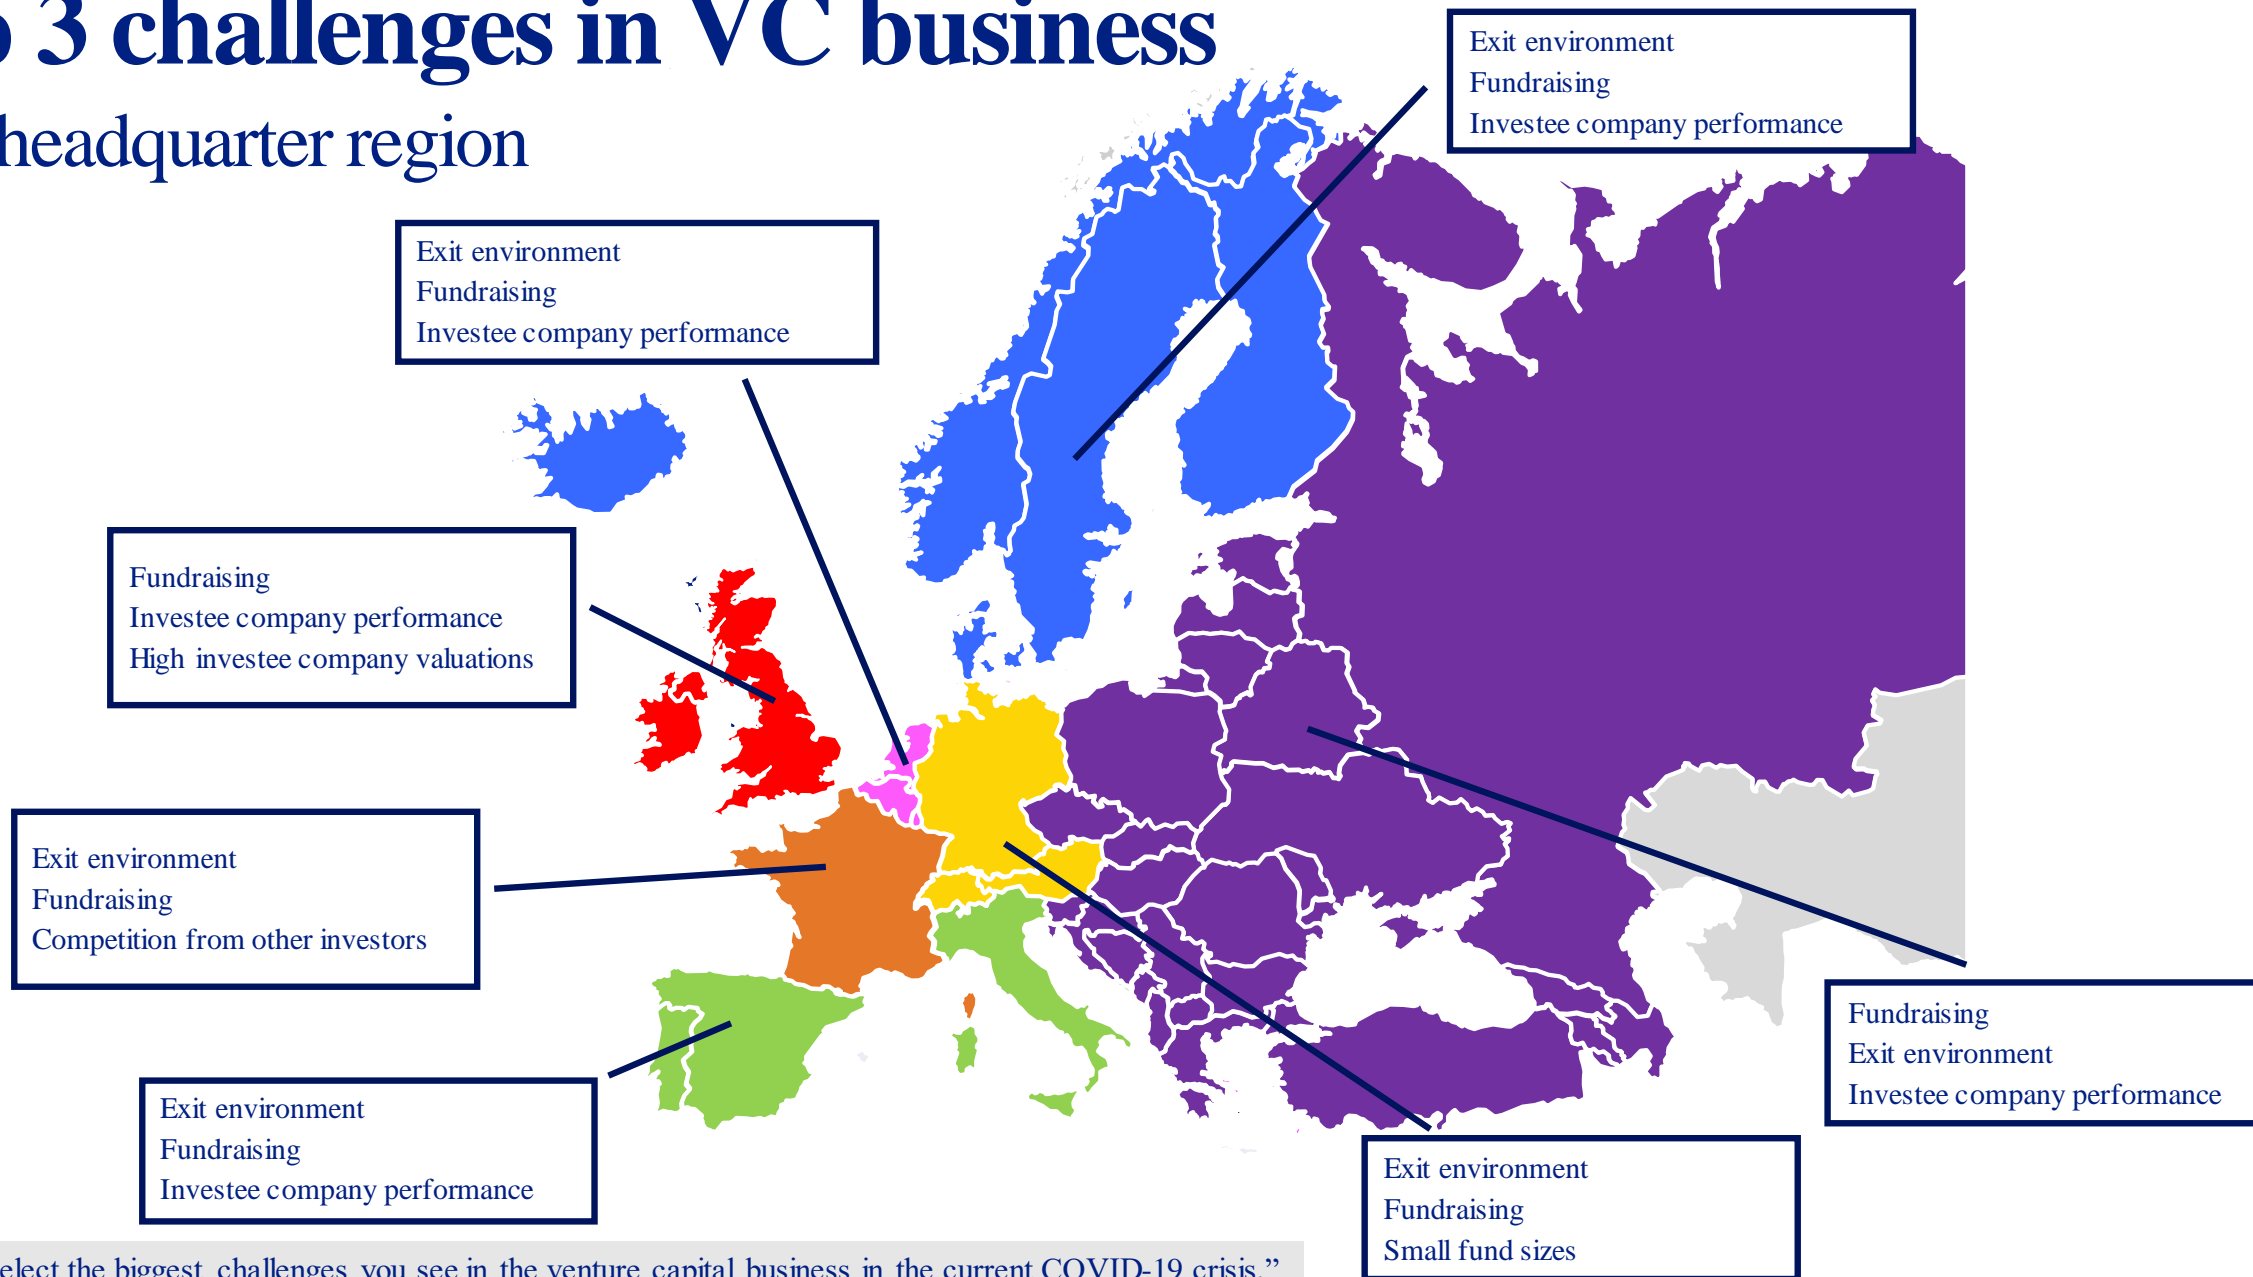 3 challenges in VC business
headquarter region
Exit environment
Fundraising
Investee company performance
Exit environment
Fundraising
Investee company performance
Fundraising
Investee company performance
High investee company valuations
Exit environment
Fundraising
Competition from other investors
Exit environment
Fundraising
Investee company performance
Fundraising
Exit environment
Investee company performance
Exit environment
Fundraising
Small fund sizes
elect the biggest challenges you see in the venture capital business in the current COVID-19 crisis.”